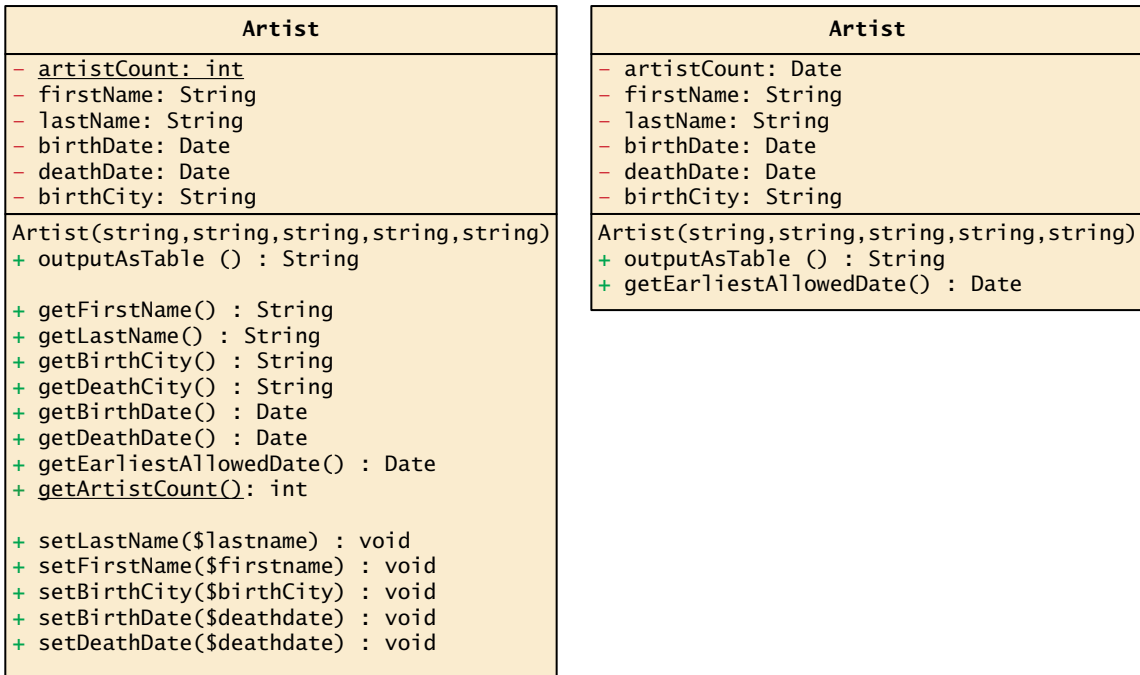 Artist
- artistCount: int
- firstName: String
- lastName: String
- birthDate: Date
- deathDate: Date
- birthCity: String
Artist(string,string,string,string,string)
+ outputAsTable () : String
+ getFirstName() : String
+ getLastName() : String
+ getBirthCity() : String
+ getDeathCity() : String
+ getBirthDate() : Date
+ getDeathDate() : Date
+ getEarliestAllowedDate() : Date
+ getArtistCount(): int
+ setLastName($lastname) : void
+ setFirstName($firstname) : void
+ setBirthCity($birthCity) : void
+ setBirthDate($deathdate) : void
+ setDeathDate($deathdate) : void
Artist
- artistCount: Date
- firstName: String
- lastName: String
- birthDate: Date
- deathDate: Date
- birthCity: String
Artist(string,string,string,string,string)
+ outputAsTable () : String
+ getEarliestAllowedDate() : Date